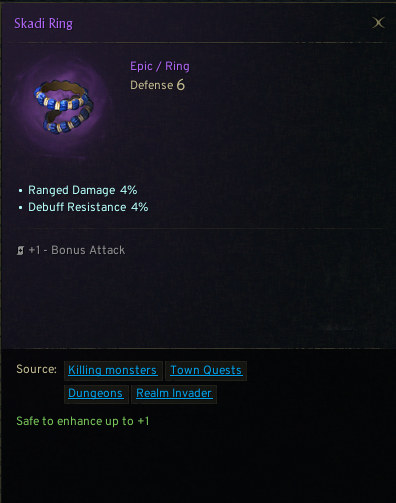 Skadi Ring
Epic / Ring
Defense 6
• Ranged Damage 4%
• Debuff Resistance 4%
+1 - Bonus Attack
Source: Killing monsters Town Quests
Dungeons Realm Invader
Safe to enhance up to +1